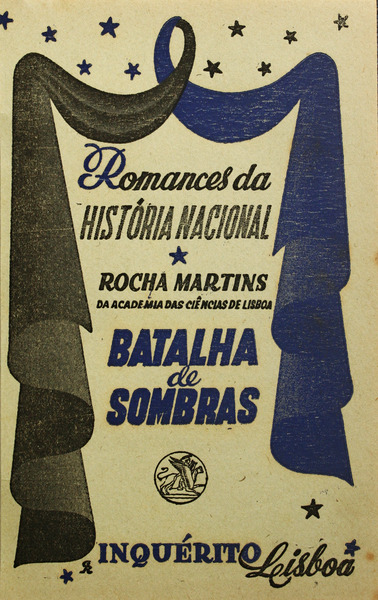 Romances da
HISTÓRIA NACIONAL
ROCHA MARTINS
DA ACADEMIA DAS CIÊNCIAS DE LISBOA
BATALHA
de
SOMBRAS
INQUÉRITO Lisboa